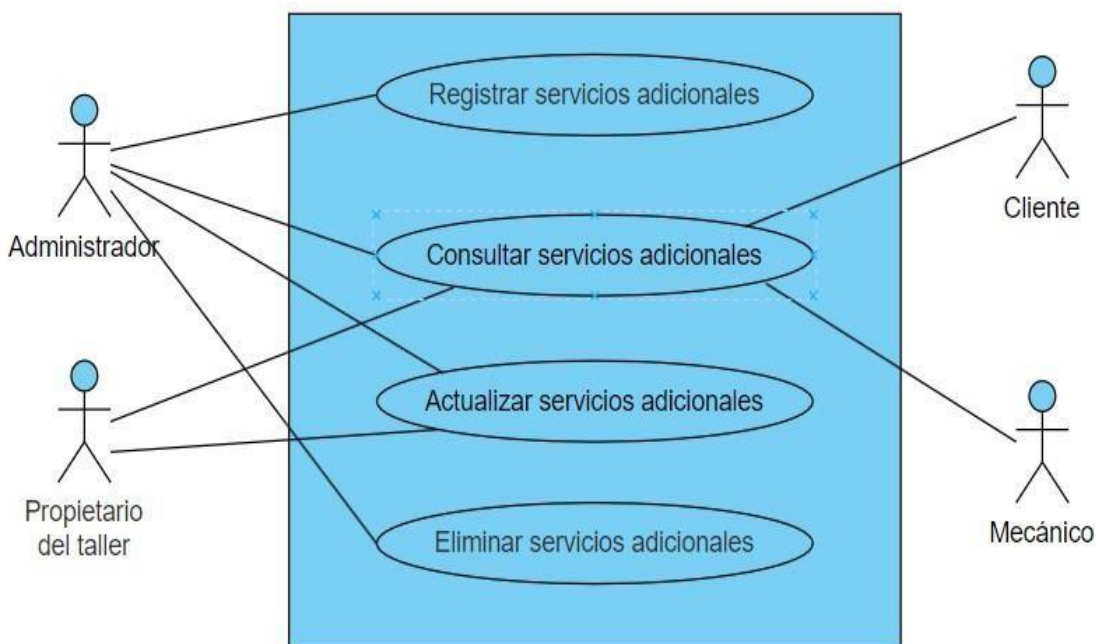 Registrar servicios adicionales
Administrador
Cliente
Consultar servicios adicionales
Propietario
del taller
Actualizar servicios adicionales
Mecánico
Eliminar servicios adicionales